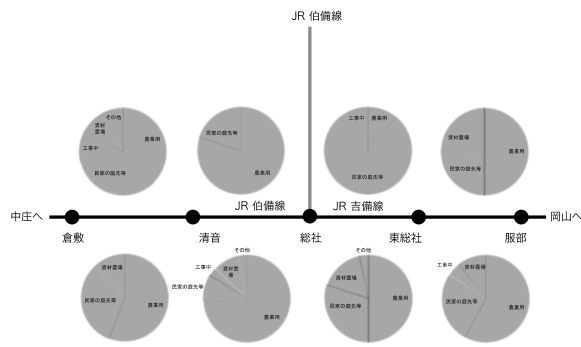 JR 伯備線
その他
資材
置場
工事中
農業用
民家の庭先等
民家の庭先等
農業用
工事中
農業用
民家の庭先等
資材置場
農業用
民家の庭先等
JR 伯備線
JR 吉備線
中庄へ
岡山へ
倉敷
清音
総社
東総社
服部
資材置場
民家の庭先等
農業用
その他
工事中
資材置
場
民家の庭先等
農業用
その他
資材置場
農業用
民家の庭先等
工事中
資材置場
民家の庭先等
農業用